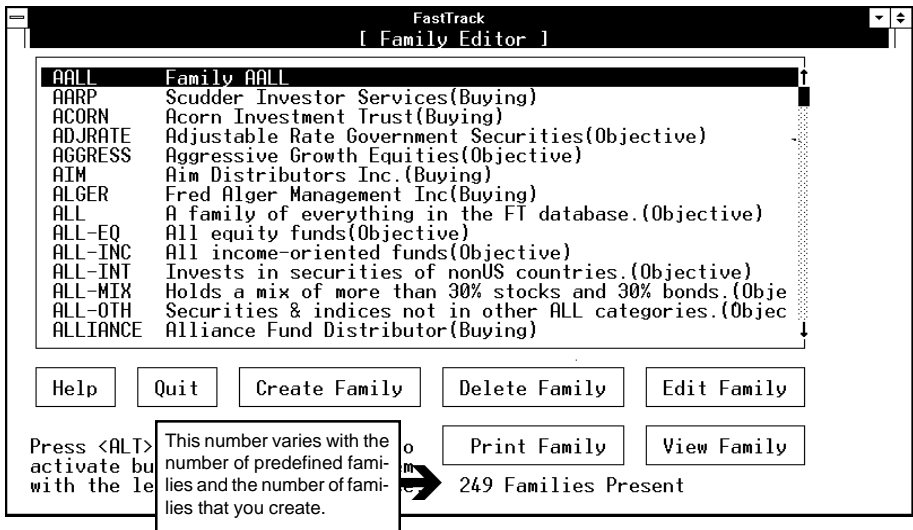 FastTrack
[ Family Editor ]
AALL Family AALL
AARP Scudder Investor Services(Buying)
ACORN Acorn Investment Trust(Buying)
ADJRATE Adjustable Rate Government Securities(Objective)
AGGRESS Aggressive Growth Equities(Objective)
AIM Aim Distributors Inc.(Buying)
ALGER Fred Alger Management Inc(Buying)
ALL A family of everything in the FT database.(Objective)
ALL-EQ All equity funds(Objective)
ALL-INC All income-oriented funds(Objective)
ALL-INT Invests in securities of nonUS countries.(Objective)
ALL-MIX Holds a mix of more than 30% stocks and 30% bonds.(Obje
ALL-OTH Securities & indices not in other ALL categories.(Objec
ALLIANCE Alliance Fund Distributor(Buying)
Help Quit Create Family Delete Family Edit Family
Print Family View Family
Press <ALT>
activate
with the
This number varies with the
number of predefined fami-
lies and the number of fami-
lies that you create.
249 Families Present